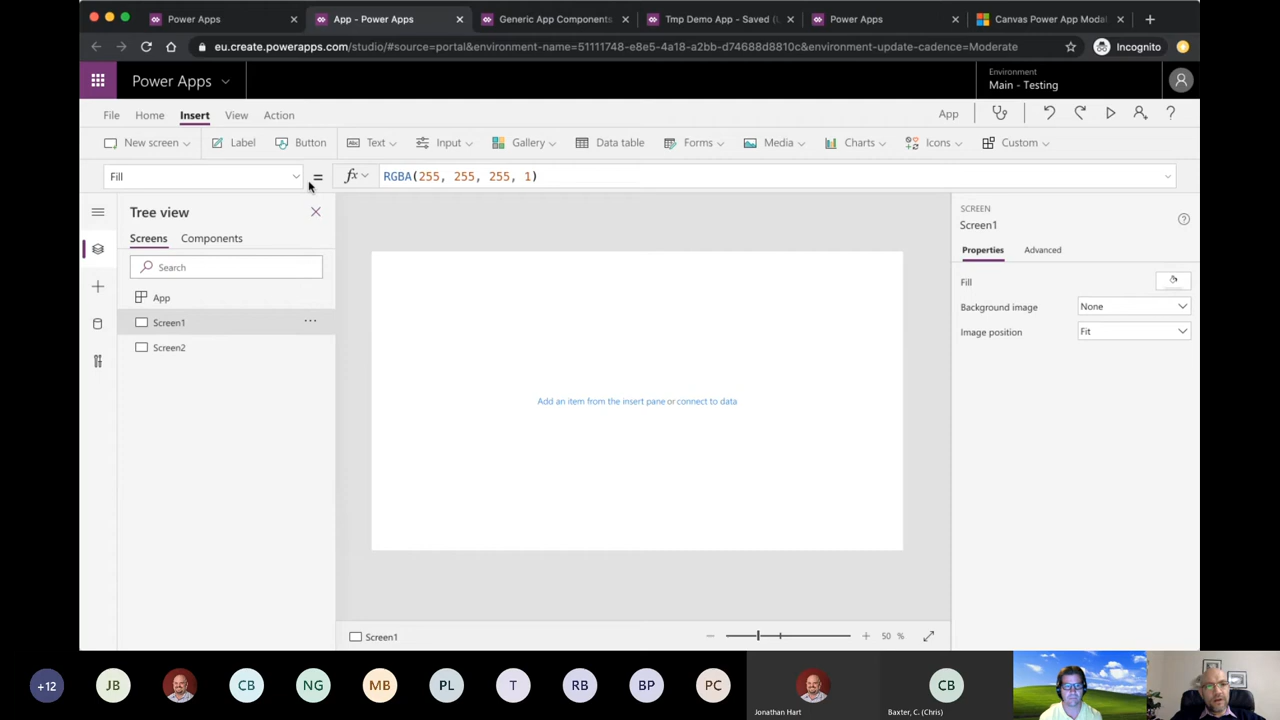 Power Apps
App - Power Apps
Generic App Components
Tmp Demo App - Saved (
Power Apps
Canvas Power App Modal
eu.create.powerapps.com/studio/#source=portal&environment-name=51111748-e8e5-4a18-a2bb-d74688d8810c&environment-update-cadence=Moderate
Incognito
Power Apps
Environment
Main - Testing
File
Home
Insert
View
Action
App
New screen
Label
Button
Text
Input
Gallery
Data table
Forms
Media
Charts
Icons
Custom
Fill
=
fx
RGBA(255, 255, 255, 1)
Tree view
Screens
Components
Search
App
Screen1
Screen2
Add an item from the insert pane or connect to data
SCREEN
Screen1
Properties
Advanced
Fill
Background image
None
Image position
Fit
Screen1
50 %
+12
JB
CB
NG
MB
PL
T
RB
BP
PC
Jonathan Hart
CB
Baxter, C. (Chris)